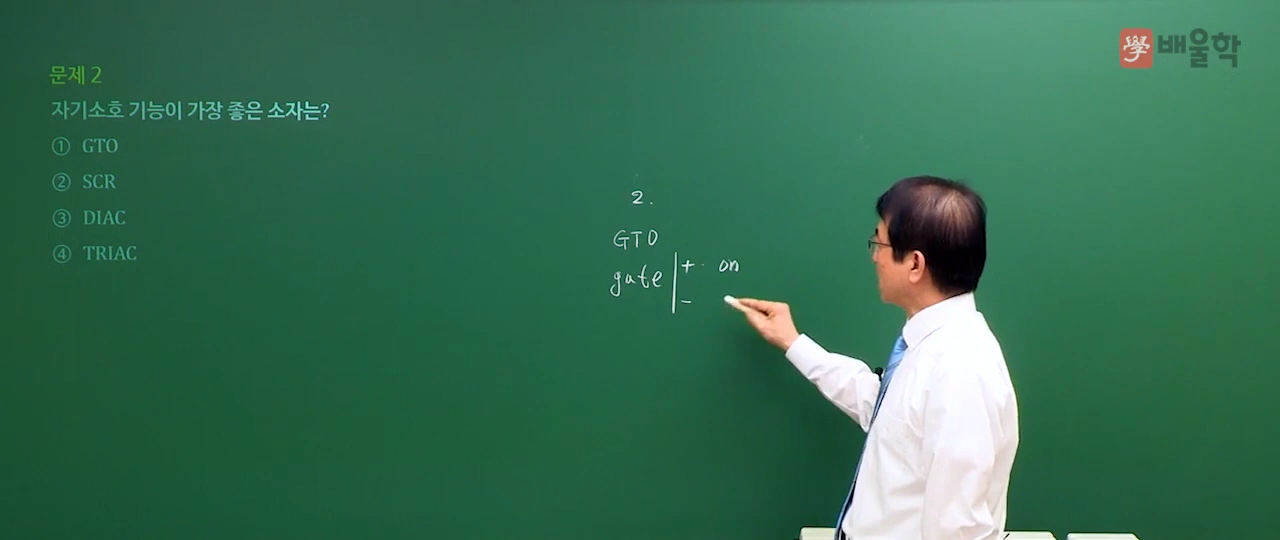 學 배울학
문제 2
자기소호 기능이 가장 좋은 소자는?
① GTO
② SCR
③ DIAC
④ TRIAC
2.
GTO
gate + on
-